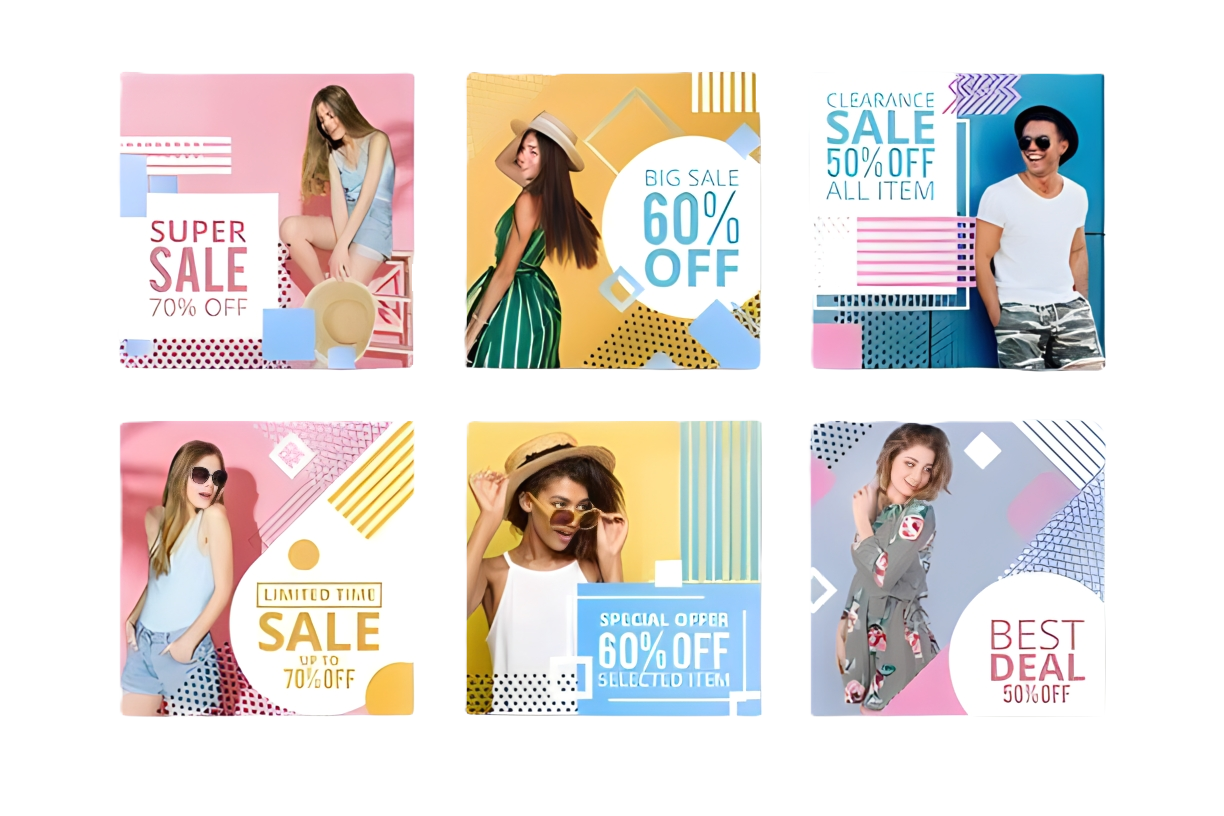 SUPER
SALE
70% OFF
BIG SALE
60%
OFF
CLEARANCE
SALE
50% OFF
ALL ITEM
LIMITED TIME
SALE
UP TO
70% OFF
SPECIAL OFFER
60% OFF
SELECTED ITEM
BEST
DEAL
50% OFF